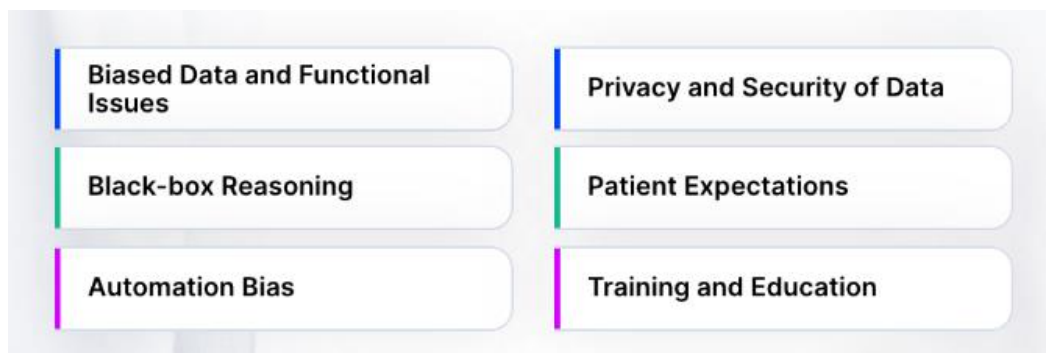 Biased Data and Functional
Issues
Privacy and Security of Data
Black-box Reasoning
Patient Expectations
Automation Bias
Training and Education